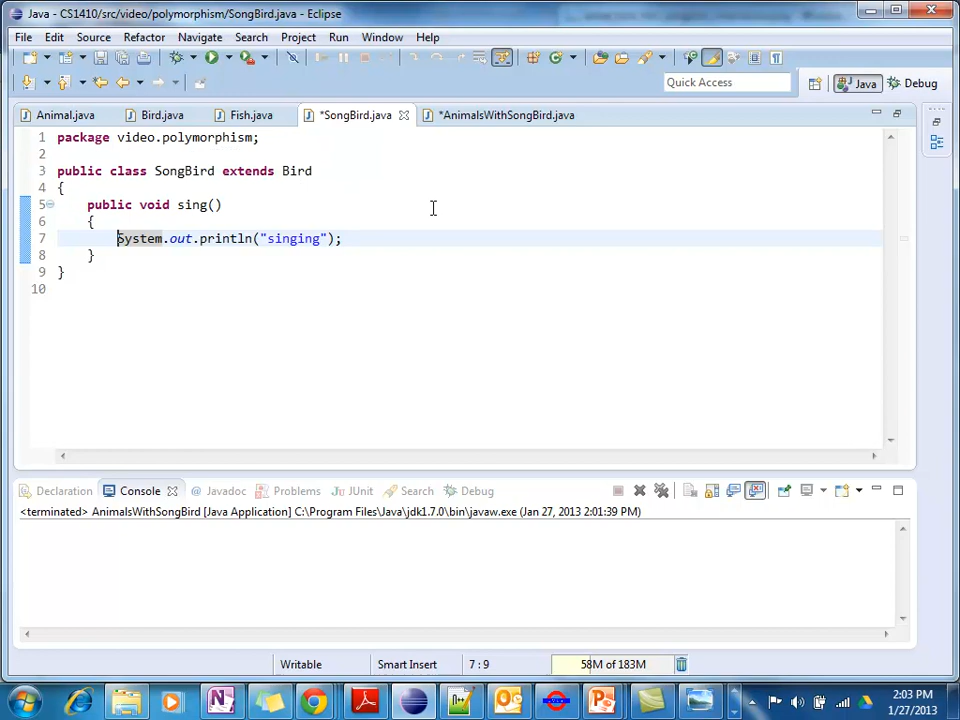 Java - CS1410/src/video/polymorphism/SongBird.java - Eclipse
File Edit Source Refactor Navigate Search Project Run Window Help
Quick Access Java Debug
Animal.java Bird.java Fish.java *SongBird.java *AnimalsWithSongBird.java
1 package video.polymorphism;
2
3 public class SongBird extends Bird
4 {
5 public void sing()
6 {
7 System.out.println("singing");
8 }
9 }
10
Declaration Console Javadoc Problems JUnit Search Debug
<terminated> AnimalsWithSongBird [Java Application] C:\Program Files\Java\jdk1.7.0\bin\javaw.exe (Jan 27, 2013 2:01:39 PM)
Writable Smart Insert 7 : 9 58M of 183M
2:03 PM
1/27/2013